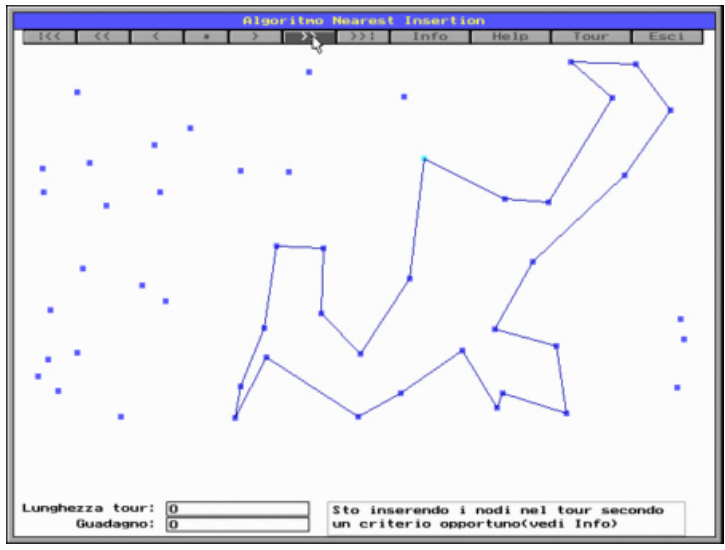 Algoritmo Nearest Insertion
!<< << < ▪ > >> >>! Info Help Tour Esci
Lunghezza tour: 0
Guadagno: 0
Sto inserendo i nodi nel tour secondo
un criterio opportuno(vedi Info)